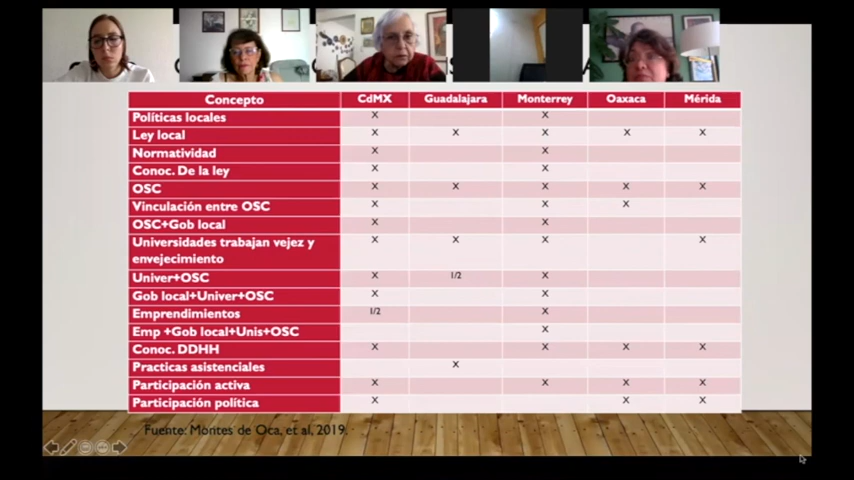 Concepto CdMX Guadalajara Monterrey Oaxaca Mérida
Políticas locales X X
Ley local X X X X X
Normatividad X X
Conoc. De la ley X X
OSC X X X X X
Vinculación entre OSC X X X
OSC+Gob local X X
Universidades trabajan vejez y X X X X
envejecimiento
Univer+OSC X 1/2 X
Gob local+Univer+OSC X X
Emprendimientos 1/2 X
Emp +Gob local+Unis+OSC X
Conoc. DDHH X X X X
Practicas asistenciales X
Participación activa X X X X
Participación política X X X
Fuente: Montes de Oca, et al, 2019.